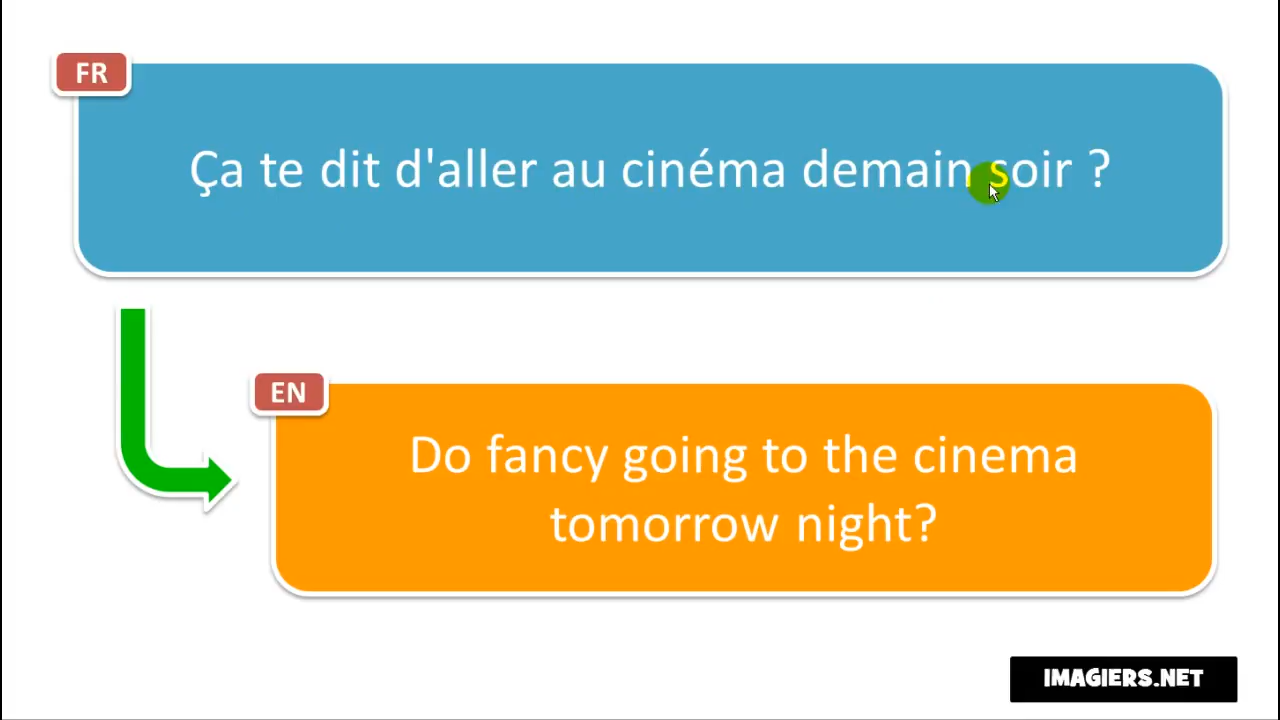 FR
Ça te dit d'aller au cinéma demain soir ?
EN
Do fancy going to the cinema
tomorrow night?
IMAGIERS.NET